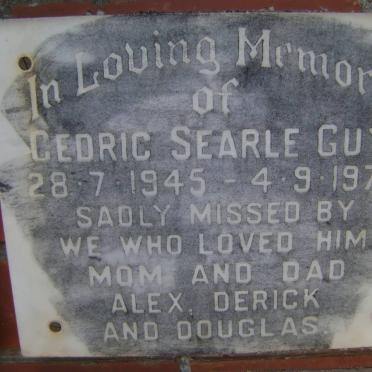 In Loving Memor
of
CEDRIC SEARLE GU
28·7·1945 – 4·9·197
SADLY MISSED BY
WE WHO LOVED HIM
MOM AND DAD
ALEX, DERICK
AND DOUGLAS.